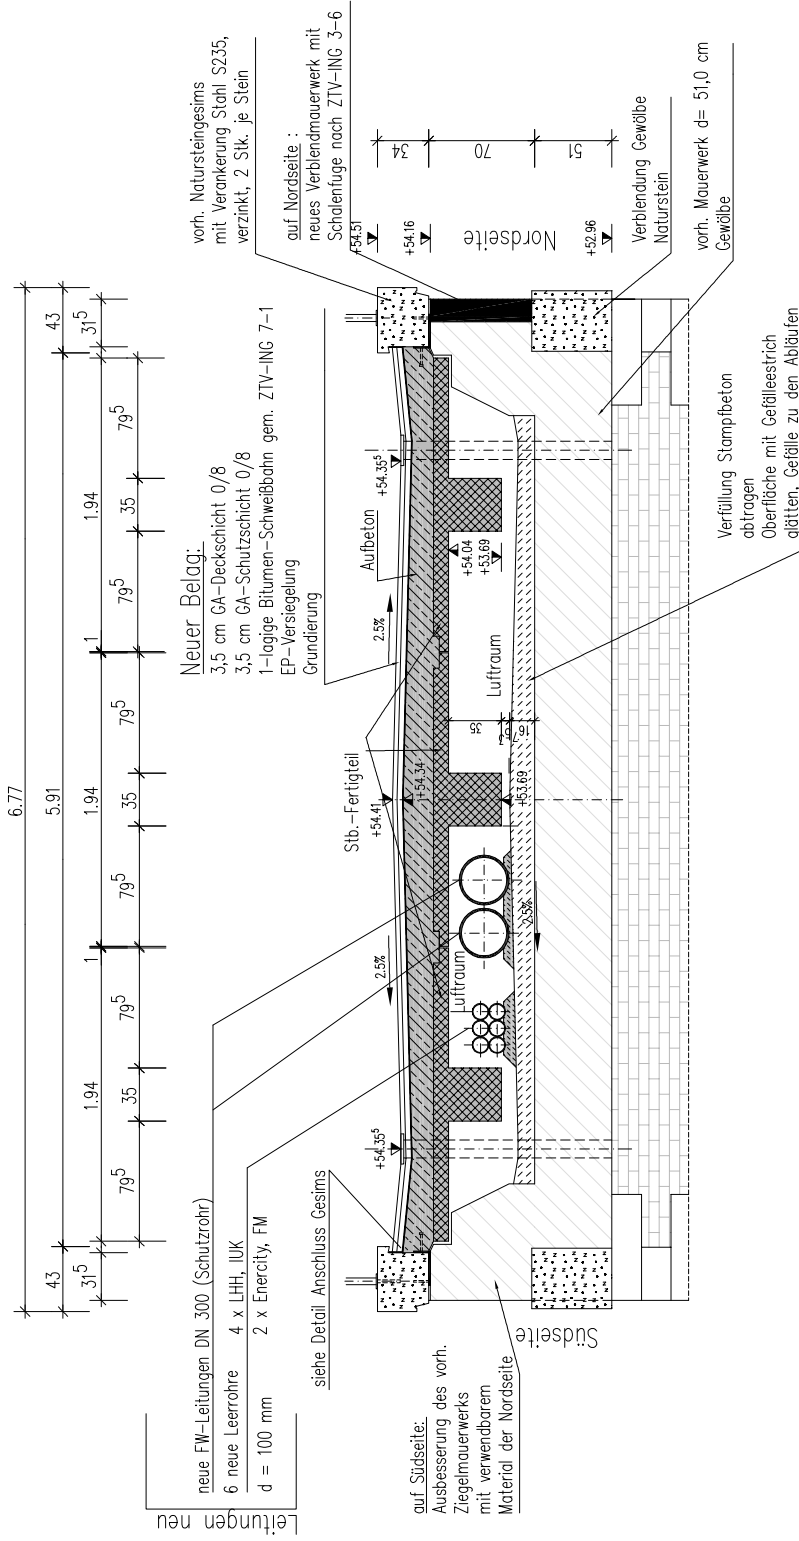 6.77
43
5.91
43
31⁵
1.94
1
1.94
1
1.94
31⁵
79⁵
35
79⁵
79⁵
35
79⁵
79⁵
35
79⁵
Leitungen neu
neue FW-Leitungen DN 300 (Schutzrohr)
6 neue Leerrohre 4 x LHH, IUK
d = 100 mm 2 x Enercity, FM
siehe Detail Anschluss Gesims
auf Südseite:
Ausbesserung des vorh.
Ziegelmauerwerks
mit verwendbarem
Material der Nordseite
Südseite
Neuer Belag:
3,5 cm GA-Deckschicht 0/8
3,5 cm GA-Schutzschicht 0/8
1-lagige Bitumen-Schweißbahn gem. ZTV-ING 7-1
EP-Versiegelung
Grundierung
vorh. Natursteingesims
mit Verankerung Stahl S235,
verzinkt, 2 Stk. je Stein
auf Nordseite :
neues Verblendmauerwerk mit
Schalenfuge nach ZTV-ING 3-6
34
70
51
+54.51
+54.16
+52.96
Nordseite
Verblendung Gewölbe
Naturstein
vorh. Mauerwerk d= 51,0 cm
Gewölbe
Verfüllung Stampfbeton
abtragen
Oberfläche mit Gefälleestrich
glätten, Gefälle zu den Abläufen
Stb.-Fertigteil
Aufbeton
2.5%
2.5%
2.5%
+54.35⁵
+54.41
+54.34
+54.35⁵
+53.69
+54.04
+53.69
Luftraum
Luftraum
35